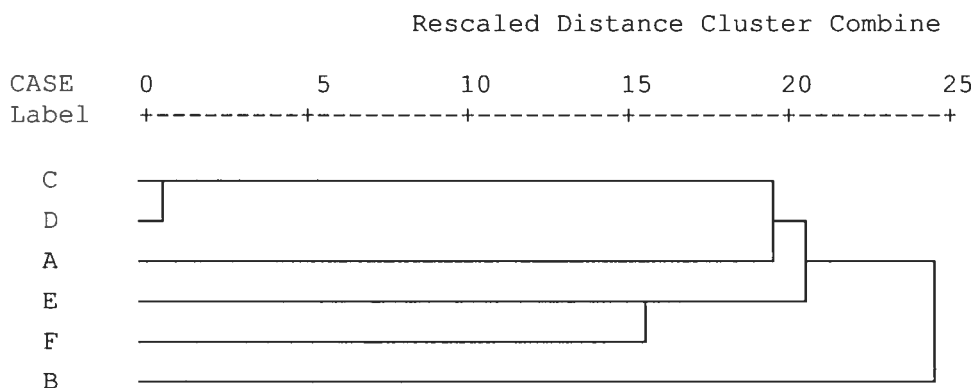 Rescaled Distance Cluster Combine
CASE 0 5 10 15 20 25
Label +---------+---------+---------+---------+---------+
C
D
A
E
F
B